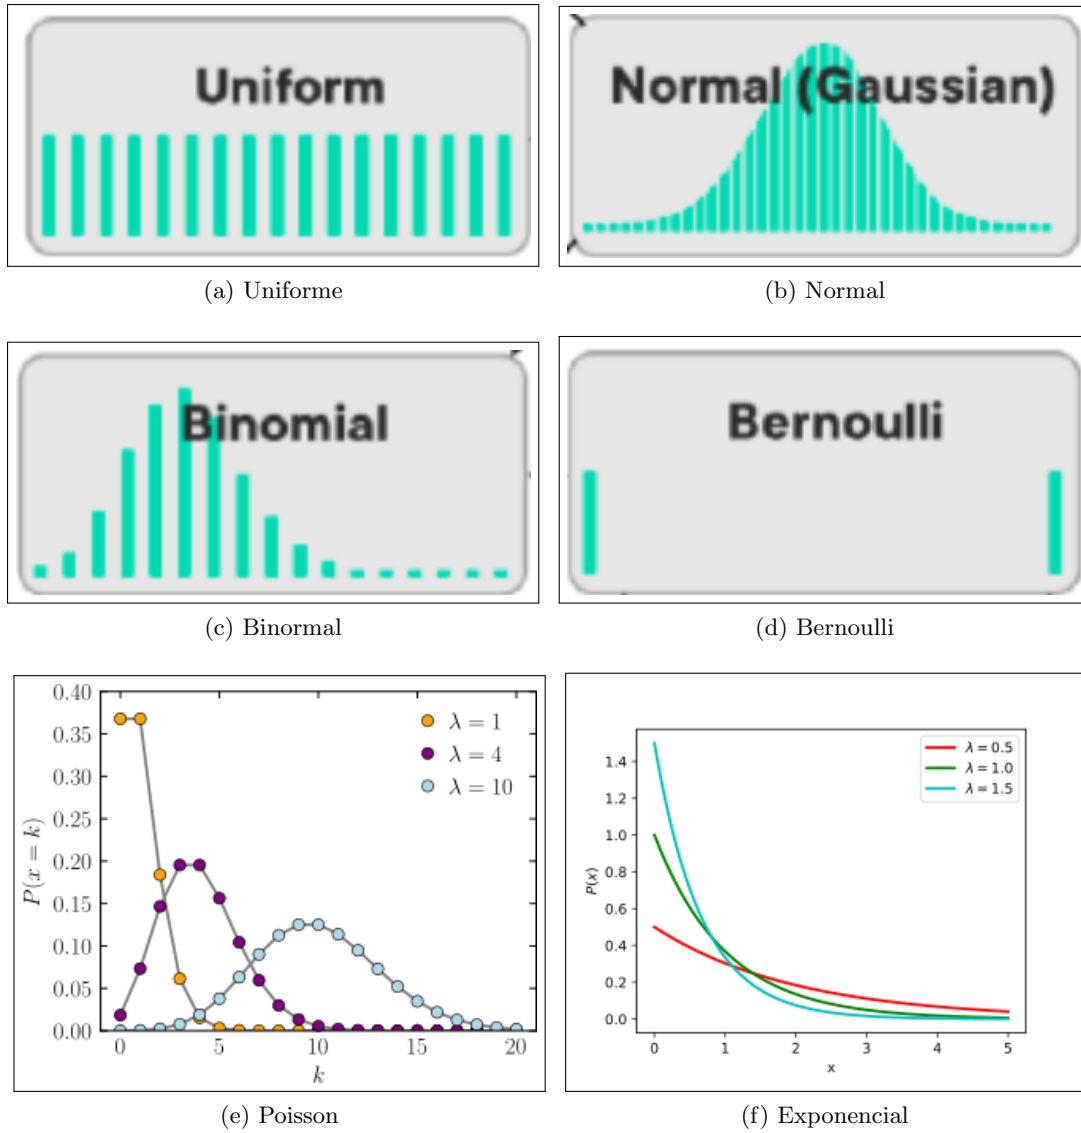 Uniform
(a) Uniforme
Normal (Gaussian)
(b) Normal
Binomial
(c) Binormal
Bernoulli
(d) Bernoulli
0.40
0.35
0.30
0.25
0.20
0.15
0.10
0.05
0.00
P(x = k)
λ = 1
λ = 4
λ = 10
0 5 10 15 20
k
(e) Poisson
1.4
1.2
1.0
0.8
0.6
0.4
0.2
0.0
P(x)
λ = 0.5
λ = 1.0
λ = 1.5
0 1 2 3 4 5
x
(f) Exponencial